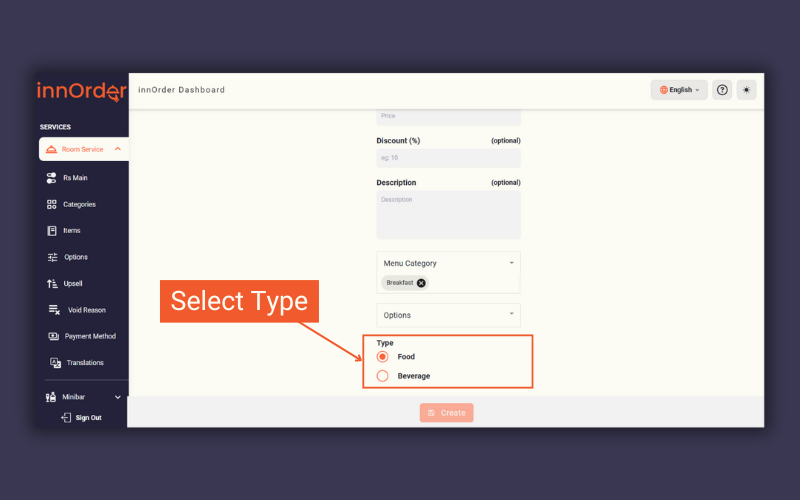 innOrder
innOrder Dashboard
English
SERVICES
Room Service
Rs Main
Categories
Items
Options
Upsell
Void Reason
Payment Method
Translations
Minibar
Sign Out
Price
Discount (%) (optional)
eg: 10
Description (optional)
Description
Menu Category
Breakfast
Options
Select Type
Type
Food
Beverage
Create